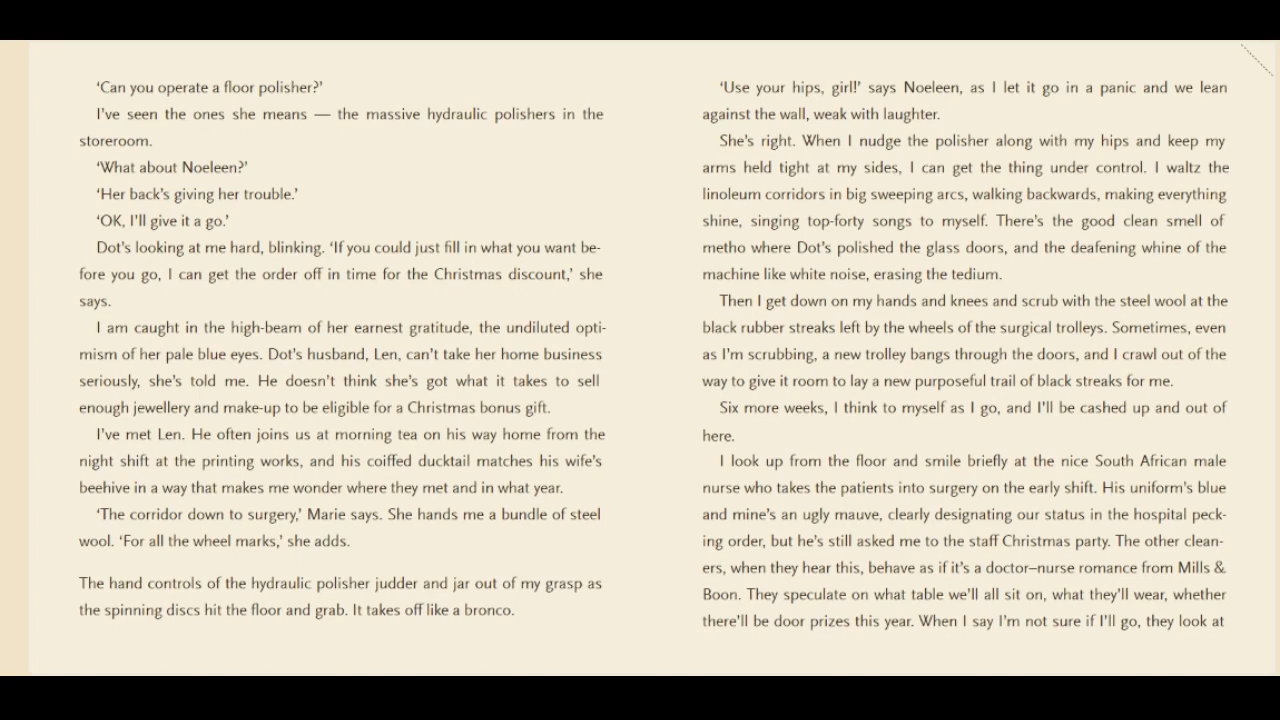 ‘Can you operate a floor polisher?’
I’ve seen the ones she means — the massive hydraulic polishers in the
storeroom.
‘What about Noeleen?’
‘Her back’s giving her trouble.’
‘OK, I’ll give it a go.’
Dot’s looking at me hard, blinking. ‘If you could just fill in what you want be-
fore you go, I can get the order off in time for the Christmas discount,’ she
says.
I am caught in the high-beam of her earnest gratitude, the undiluted opti-
mism of her pale blue eyes. Dot’s husband, Len, can’t take her home business
seriously, she’s told me. He doesn’t think she’s got what it takes to sell
enough jewellery and make-up to be eligible for a Christmas bonus gift.
I’ve met Len. He often joins us at morning tea on his way home from the
night shift at the printing works, and his coiffed ducktail matches his wife’s
beehive in a way that makes me wonder where they met and in what year.
‘The corridor down to surgery,’ Marie says. She hands me a bundle of steel
wool. ‘For all the wheel marks,’ she adds.
The hand controls of the hydraulic polisher judder and jar out of my grasp as
the spinning discs hit the floor and grab. It takes off like a bronco.
‘Use your hips, girl!’ says Noeleen, as I let it go in a panic and we lean
against the wall, weak with laughter.
She’s right. When I nudge the polisher along with my hips and keep my
arms held tight at my sides, I can get the thing under control. I waltz the
linoleum corridors in big sweeping arcs, walking backwards, making everything
shine, singing top-forty songs to myself. There’s the good clean smell of
metho where Dot’s polished the glass doors, and the deafening whine of the
machine like white noise, erasing the tedium.
Then I get down on my hands and knees and scrub with the steel wool at the
black rubber streaks left by the wheels of the surgical trolleys. Sometimes, even
as I’m scrubbing, a new trolley bangs through the doors, and I crawl out of the
way to give it room to lay a new purposeful trail of black streaks for me.
Six more weeks, I think to myself as I go, and I’ll be cashed up and out of
here.
I look up from the floor and smile briefly at the nice South African male
nurse who takes the patients into surgery on the early shift. His uniform’s blue
and mine’s an ugly mauve, clearly designating our status in the hospital peck-
ing order, but he’s still asked me to the staff Christmas party. The other clean-
ers, when they hear this, behave as if it’s a doctor–nurse romance from Mills &
Boon. They speculate on what table we’ll all sit on, what they’ll wear, whether
there’ll be door prizes this year. When I say I’m not sure if I’ll go, they look at